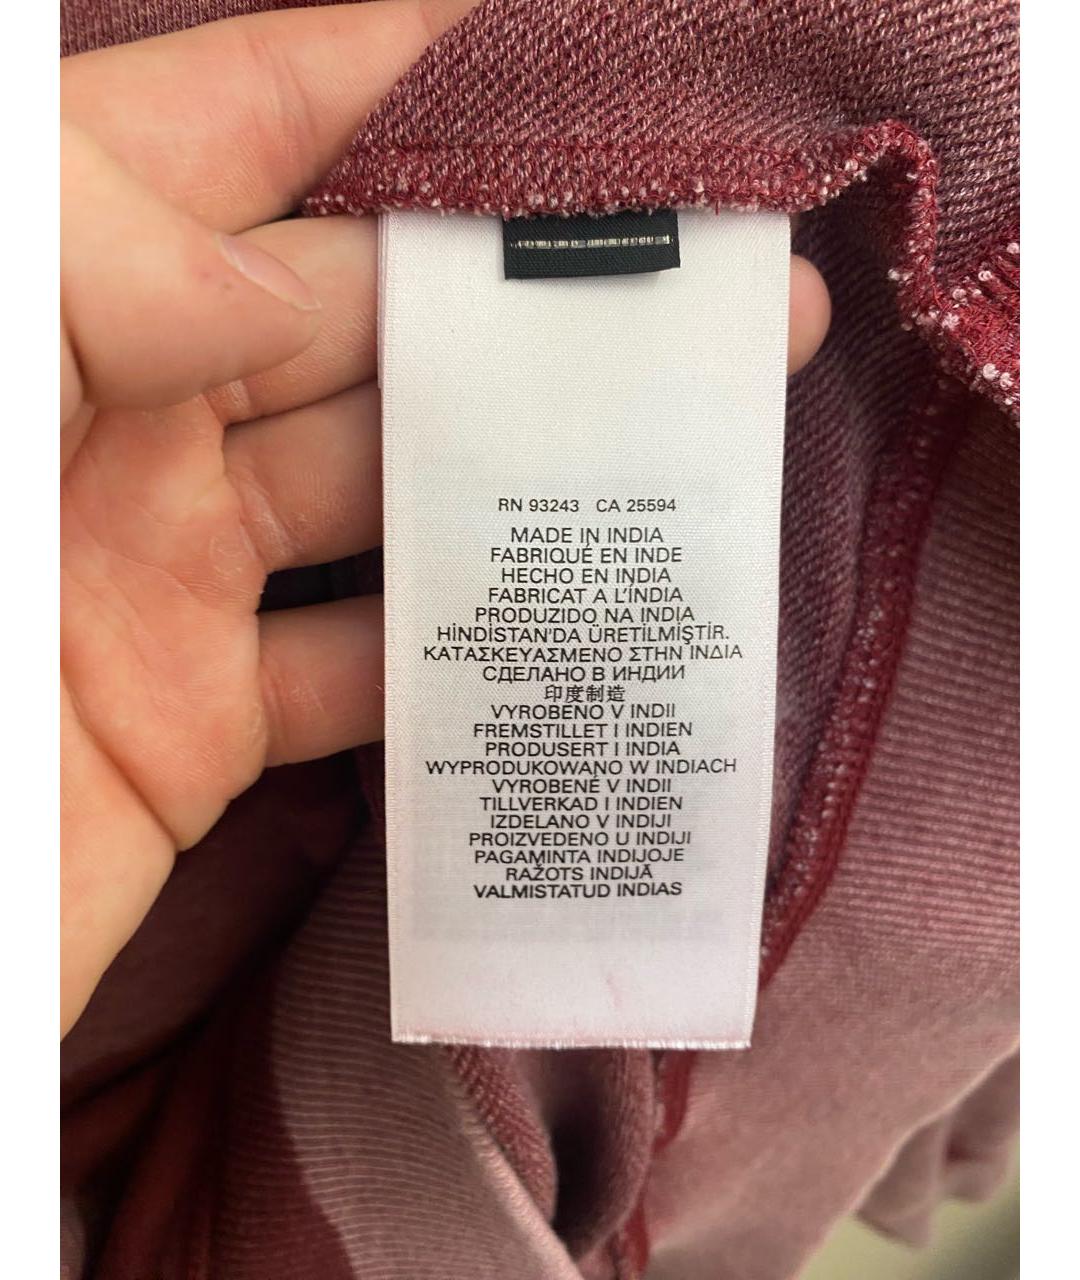 RN 93243 CA 25594
MADE IN INDIA
FABRIQUÉ EN INDE
HECHO EN INDIA
FABRICAT A L'ÍNDIA
PRODUZIDO NA INDIA
HİNDİSTAN'DA ÜRETİLMİŞTİR.
ΚΑΤΑΣΚΕΥΑΣΜΕΝΟ ΣΤΗΝ ΙΝΔΙΑ
СДЕЛАНО В ИНДИИ
印度制造
VYROBENO V INDII
FREMSTILLET I INDIEN
PRODUSERT I INDIA
WYPRODUKOWANO W INDIACH
VYROBENÉ V INDII
TILLVERKAD I INDIEN
IZDELANO V INDIJI
PROIZVEDENO U INDIJI
PAGAMINTA INDIJOJE
RAŽOTS INDIJĀ
VALMISTATUD INDIAS